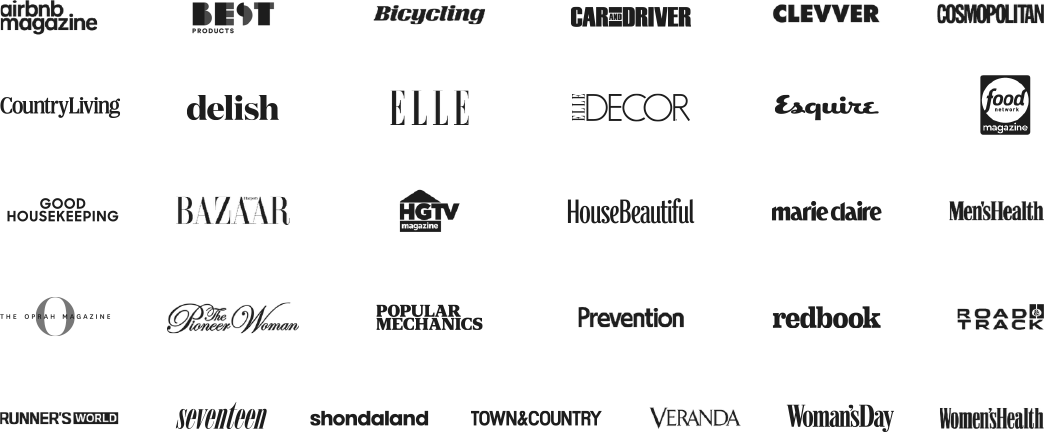 airbnb
magazine
BEST
PRODUCTS
Bicycling
CAR AND DRIVER
CLEVVER
COSMOPOLITAN
CountryLiving
delish
ELLE
ELLE DECOR
Esquire
food
network
magazine
GOOD
HOUSEKEEPING
BAZAAR
HGTV
magazine
HouseBeautiful
marie claire
Men'sHealth
THE OPRAH MAGAZINE
O
The
Pioneer Woman
POPULAR
MECHANICS
Prevention
redbook
ROAD &
TRACK
RUNNER'S WORLD
seventeen
shondaland
TOWN&COUNTRY
VERANDA
Woman'sDay
Women'sHealth